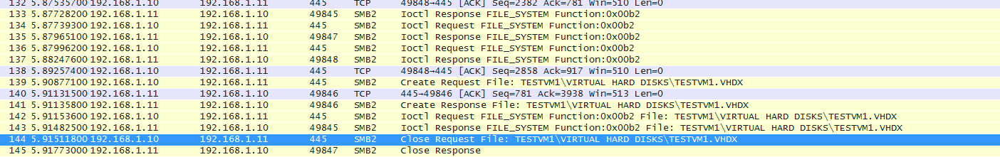 132 5.87535700 192.168.1.10 192.168.1.11 445 TCP 49848→445 [ACK] Seq=2382 Ack=781 Win=510 Len=0
133 5.87728200 192.168.1.11 192.168.1.10 49845 SMB2 Ioctl Response FILE_SYSTEM Function:0x00b2
134 5.87739300 192.168.1.10 192.168.1.11 445 SMB2 Ioctl Request FILE_SYSTEM Function:0x00b2
135 5.87965100 192.168.1.11 192.168.1.10 49847 SMB2 Ioctl Response FILE_SYSTEM Function:0x00b2
136 5.87996200 192.168.1.10 192.168.1.11 445 SMB2 Ioctl Request FILE_SYSTEM Function:0x00b2
137 5.88247600 192.168.1.11 192.168.1.10 49848 SMB2 Ioctl Response FILE_SYSTEM Function:0x00b2
138 5.89257400 192.168.1.10 192.168.1.11 445 TCP 49848→445 [ACK] Seq=2858 Ack=917 Win=510 Len=0
139 5.90877100 192.168.1.10 192.168.1.11 445 SMB2 Create Request File: TESTVM1\VIRTUAL HARD DISKS\TESTVM1.VHDX
140 5.91131500 192.168.1.11 192.168.1.10 49846 TCP 445→49846 [ACK] Seq=781 Ack=3938 Win=513 Len=0
141 5.91135800 192.168.1.11 192.168.1.10 49846 SMB2 Create Response File: TESTVM1\VIRTUAL HARD DISKS\TESTVM1.VHDX
142 5.91153600 192.168.1.10 192.168.1.11 445 SMB2 Ioctl Request FILE_SYSTEM Function:0x00b2 File: TESTVM1\VIRTUAL HARD DISKS\TESTVM1.VHDX
143 5.91482500 192.168.1.11 192.168.1.10 49845 SMB2 Ioctl Response FILE_SYSTEM Function:0x00b2 File: TESTVM1\VIRTUAL HARD DISKS\TESTVM1.VHDX
144 5.91511800 192.168.1.10 192.168.1.11 445 SMB2 Close Request File: TESTVM1\VIRTUAL HARD DISKS\TESTVM1.VHDX
145 5.91773000 192.168.1.11 192.168.1.10 49847 SMB2 Close Response